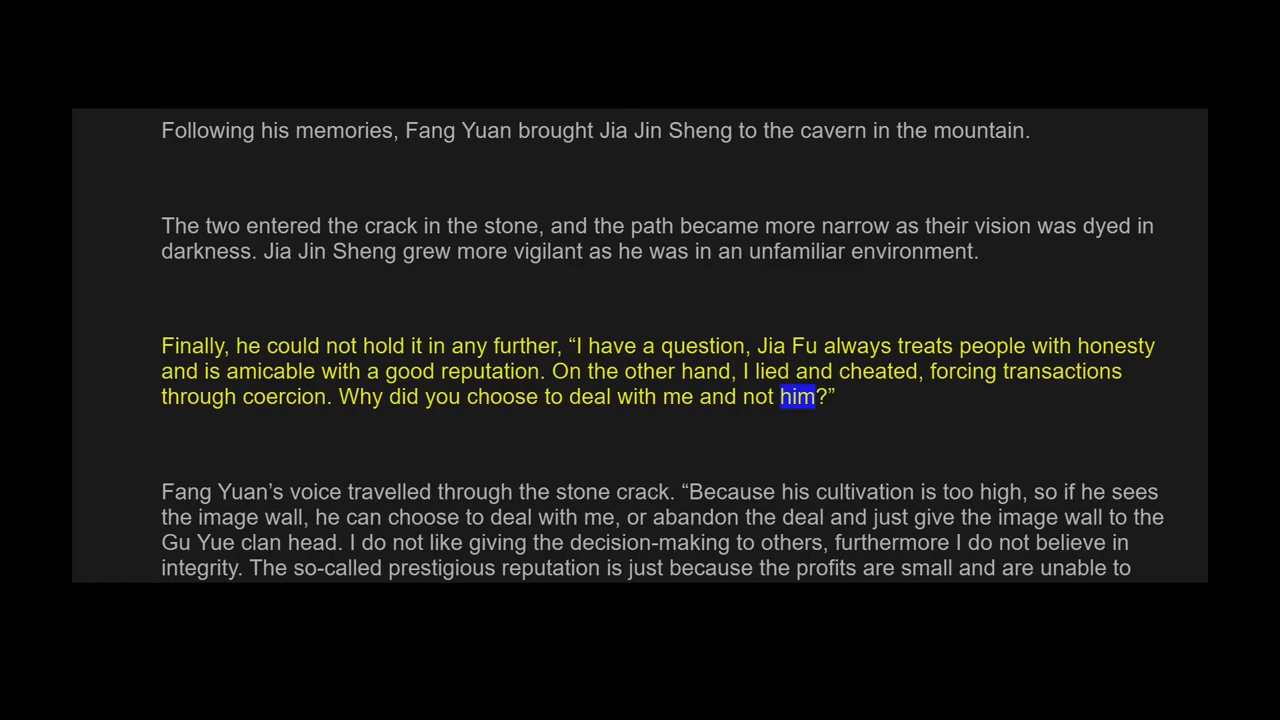 Following his memories, Fang Yuan brought Jia Jin Sheng to the cavern in the mountain.
The two entered the crack in the stone, and the path became more narrow as their vision was dyed in
darkness. Jia Jin Sheng grew more vigilant as he was in an unfamiliar environment.
Finally, he could not hold it in any further, “I have a question, Jia Fu always treats people with honesty
and is amicable with a good reputation. On the other hand, I lied and cheated, forcing transactions
through coercion. Why did you choose to deal with me and not him?”
Fang Yuan’s voice travelled through the stone crack. “Because his cultivation is too high, so if he sees
the image wall, he can choose to deal with me, or abandon the deal and just give the image wall to the
Gu Yue clan head. I do not like giving the decision-making to others, furthermore I do not believe in
integrity. The so-called prestigious reputation is just because the profits are small and are unable to